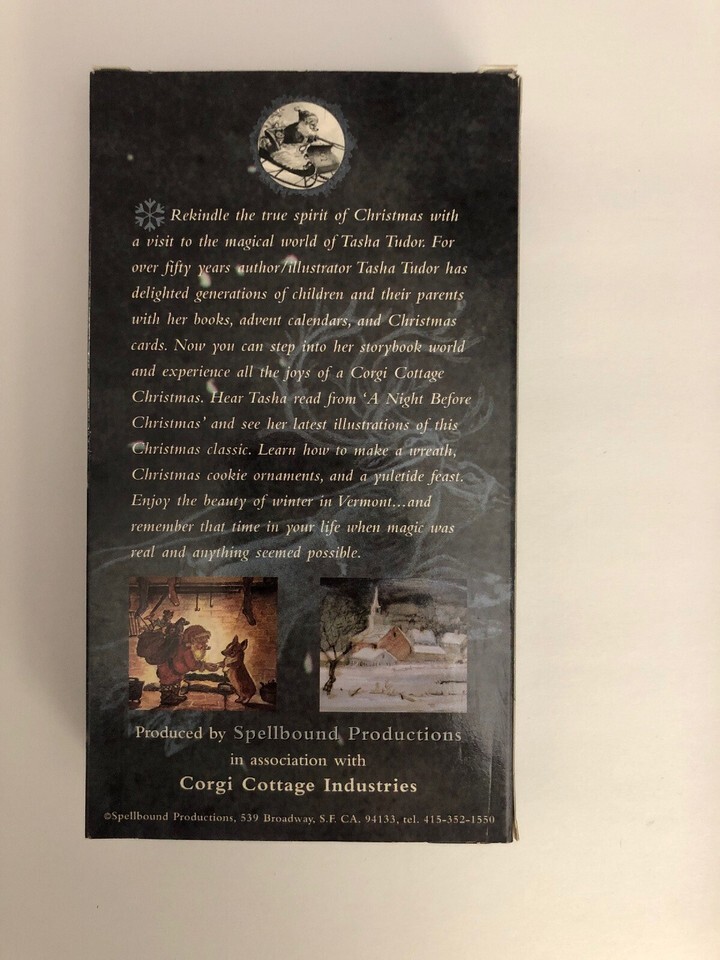 Rekindle the true spirit of Christmas with
a visit to the magical world of Tasha Tudor. For
over fifty years author/illustrator Tasha Tudor has
delighted generations of children and their parents
with her books, advent calendars, and Christmas
cards. Now you can step into her storybook world
and experience all the joys of a Corgi Cottage
Christmas. Hear Tasha read from ‘A Night Before
Christmas’ and see her latest illustrations of this
Christmas classic. Learn how to make a wreath,
Christmas cookie ornaments, and a yuletide feast.
Enjoy the beauty of winter in Vermont...and
remember that time in your life when magic was
real and anything seemed possible.
Produced by Spellbound Productions
in association with
Corgi Cottage Industries
©Spellbound Productions, 539 Broadway, S.F. CA. 94133, tel. 415-352-1550